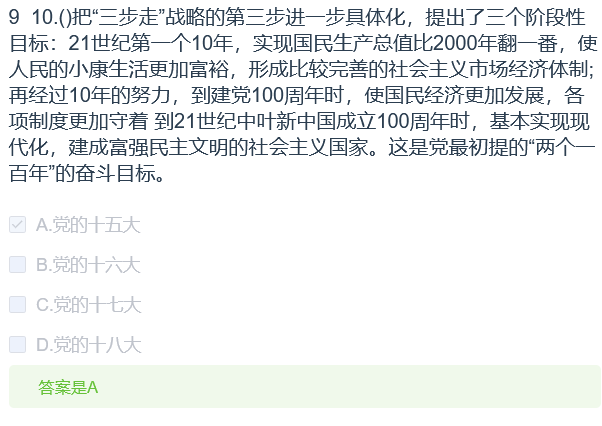 9 10.()把“三步走”战略的第三步进一步具体化，提出了三个阶段性
目标：21世纪第一个10年，实现国民生产总值比2000年翻一番，使
人民的小康生活更加富裕，形成比较完善的社会主义市场经济体制;
再经过10年的努力，到建党100周年时，使国民经济更加发展，各
项制度更加守着 到21世纪中叶新中国成立100周年时，基本实现现
代化，建成富强民主文明的社会主义国家。这是党最初提的“两个一
百年”的奋斗目标。
A.党的十五大
B.党的十六大
C.党的十七大
D.党的十八大
答案是A